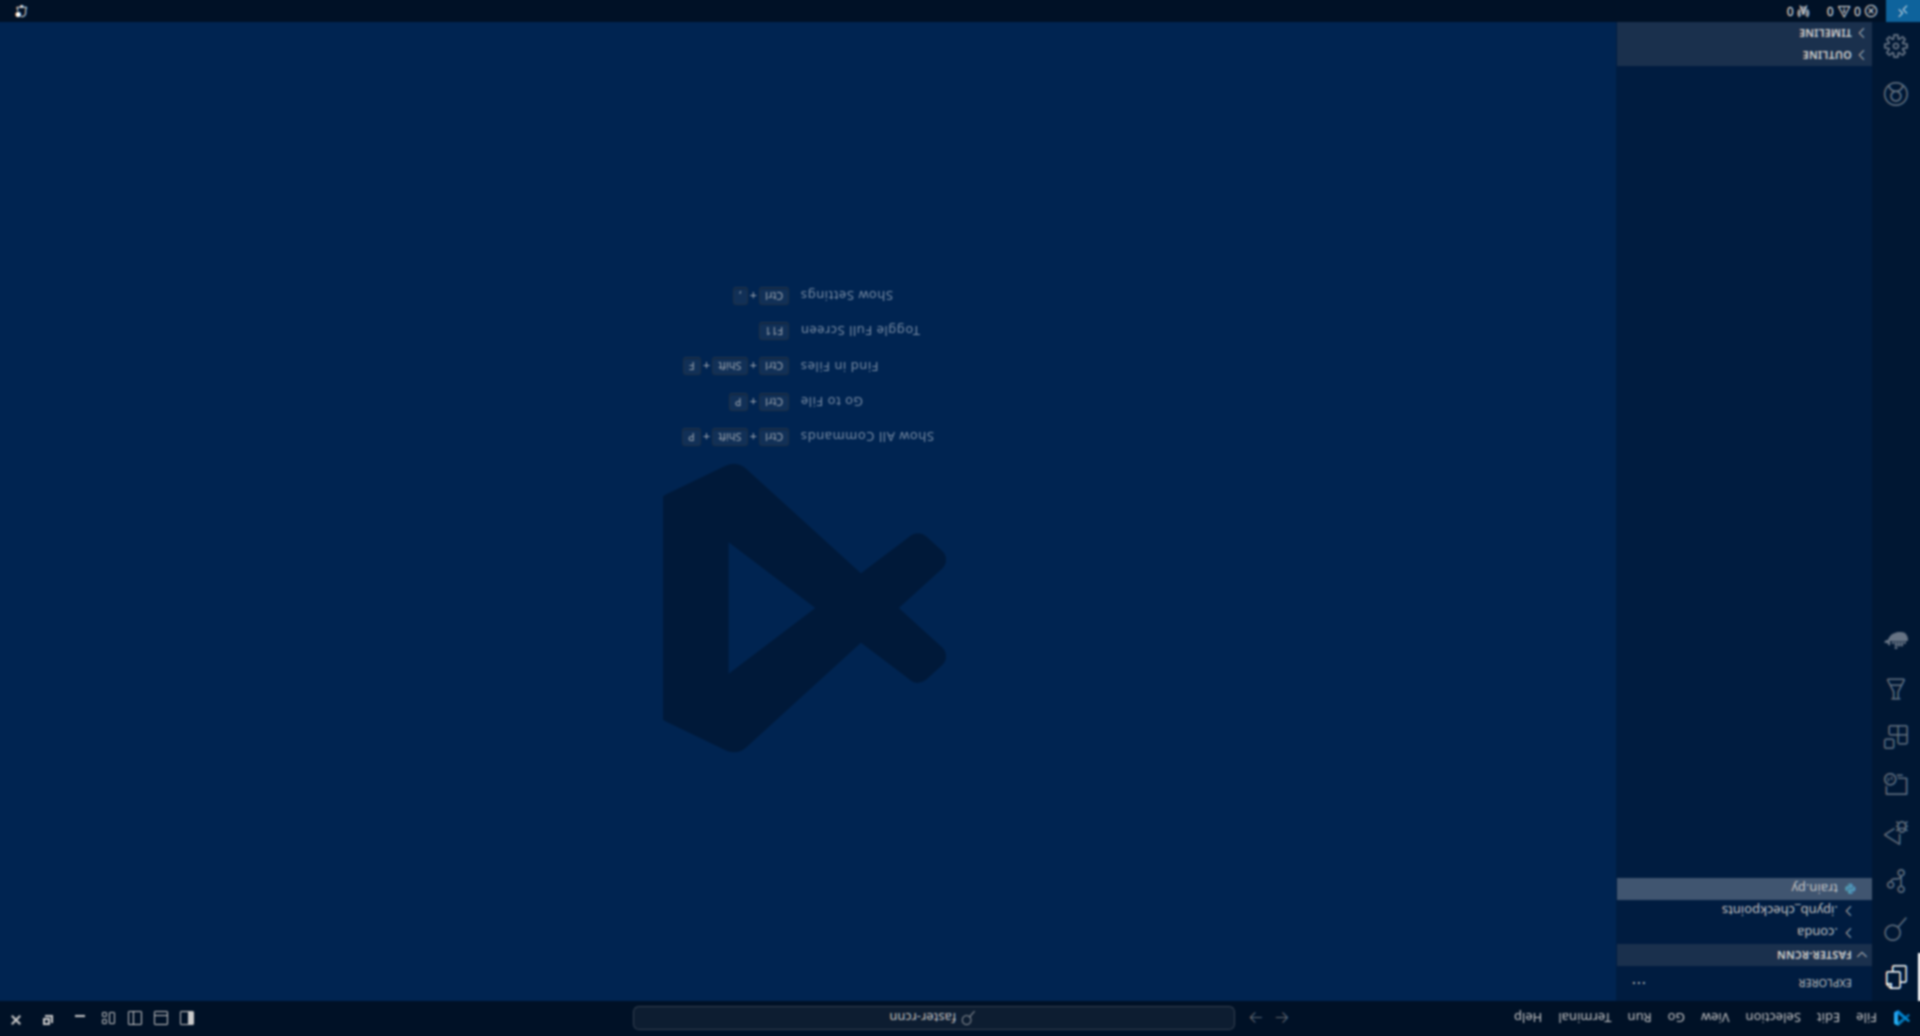 File Edit Selection View Go Run Terminal Help
faster-rcnn
EXPLORER
FASTER-RCNN
.conda
.ipynb_checkpoints
train.py
Show All Commands Ctrl + Shift + P
Go to File Ctrl + P
Find in Files Ctrl + Shift + F
Toggle Full Screen F11
Show Settings Ctrl + ,
OUTLINE
TIMELINE
0 0 0